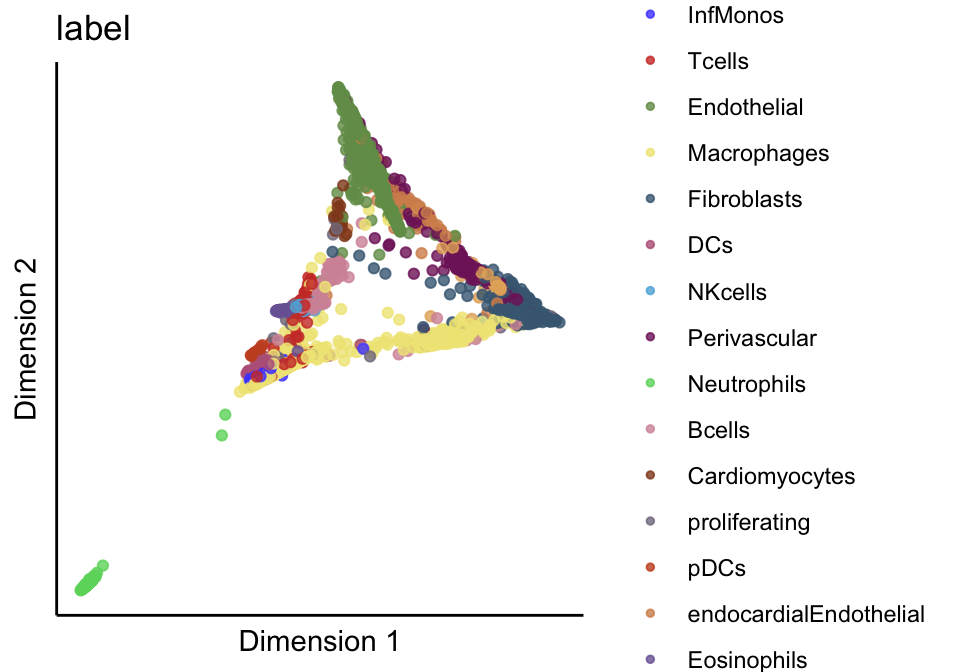 label
Dimension 2
Dimension 1
InfMonos
Tcells
Endothelial
Macrophages
Fibroblasts
DCs
NKcells
Perivascular
Neutrophils
Bcells
Cardiomyocytes
proliferating
pDCs
endocardialEndothelial
Eosinophils